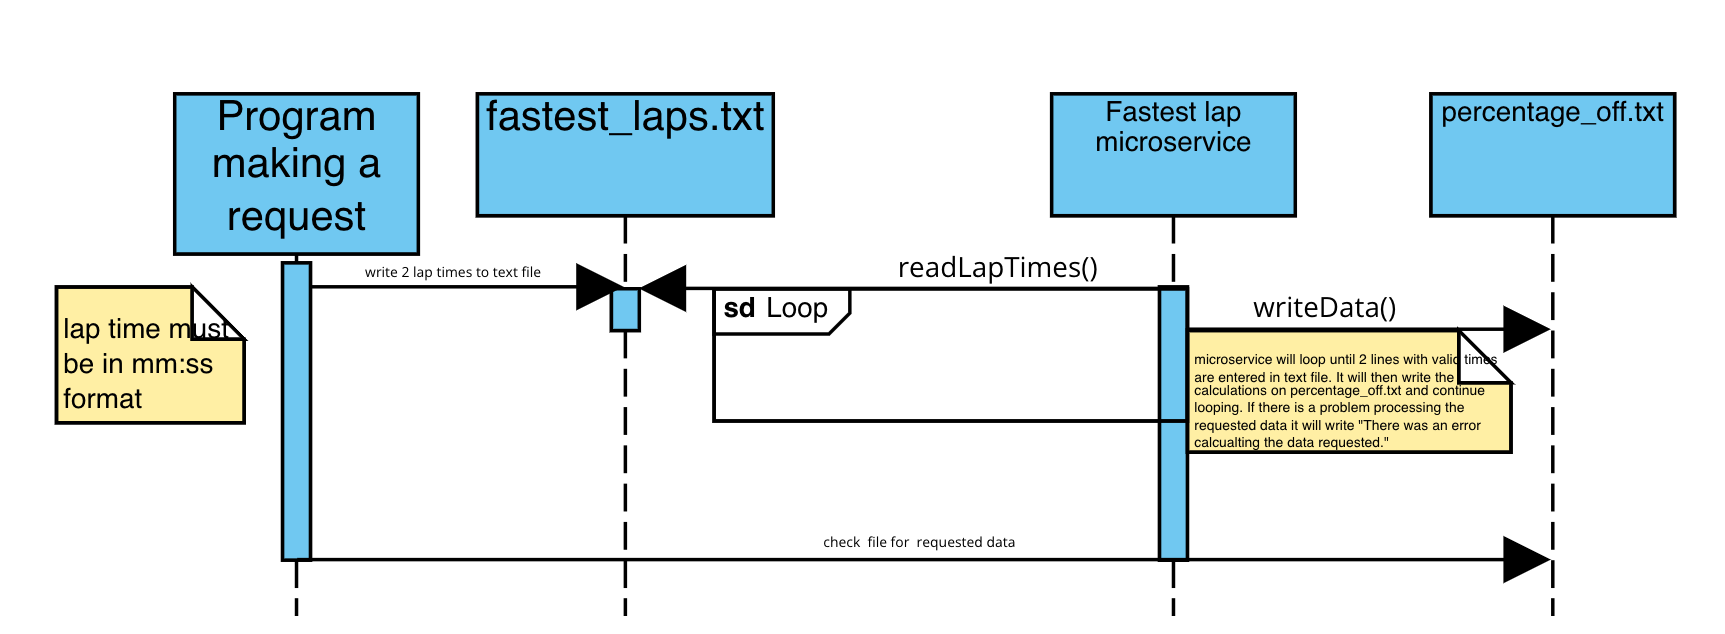 Program
making a
request
fastest_laps.txt
Fastest lap
microservice
percentage_off.txt
write 2 lap times to text file
readLapTimes()
sd Loop
writeData()
lap time must
be in mm:ss
format
microservice will loop until 2 lines with valid times
are entered in text file. It will then write the
calculations on percentage_off.txt and continue
looping. If there is a problem processing the
requested data it will write "There was an error
calcualting the data requested."
check file for requested data